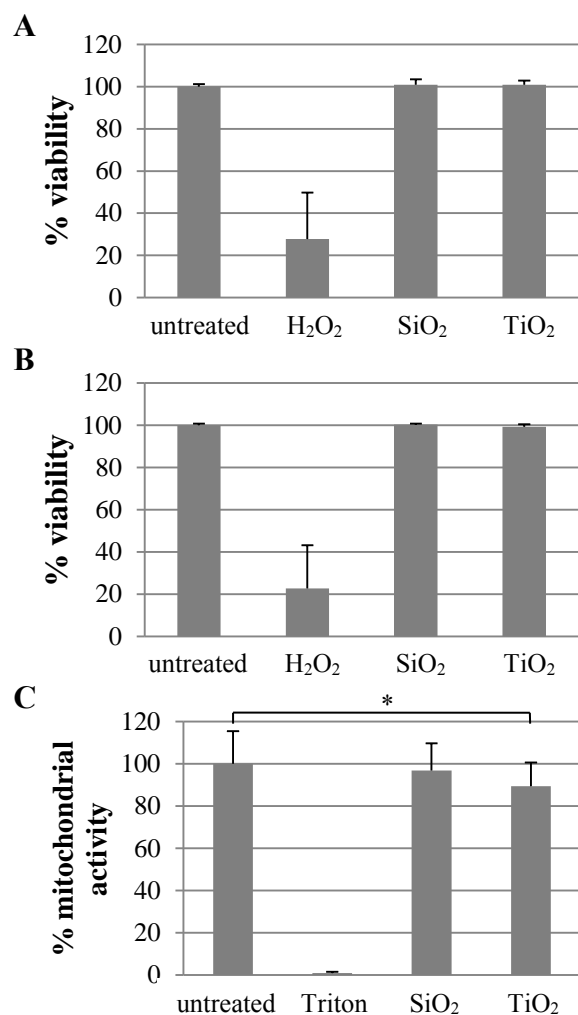 A
120
100
80
60
40
20
0
% viability
untreated H₂O₂ SiO₂ TiO₂
B
120
100
80
60
40
20
0
% viability
untreated H₂O₂ SiO₂ TiO₂
C
*
120
100
80
60
40
20
0
% mitochondrial
activity
untreated Triton SiO₂ TiO₂